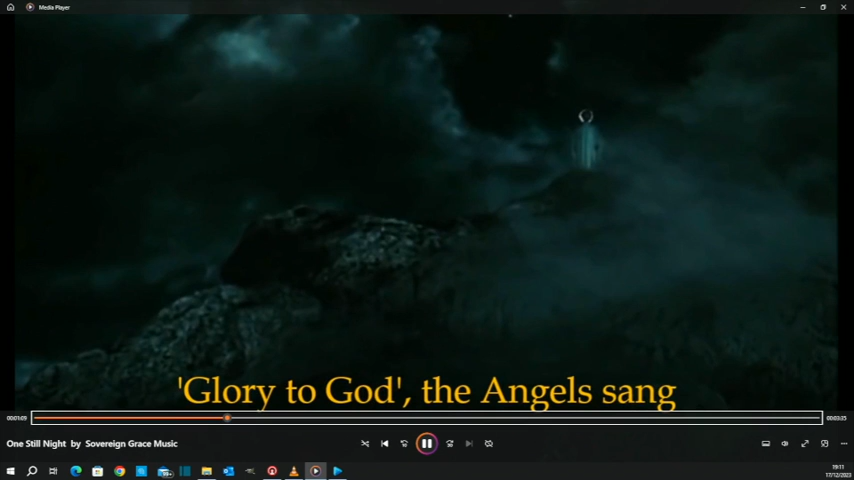 Media Player
'Glory to God', the Angels sang
00:01:09
00:03:35
One Still Night by Sovereign Grace Music
99+
19:11
17/12/2023